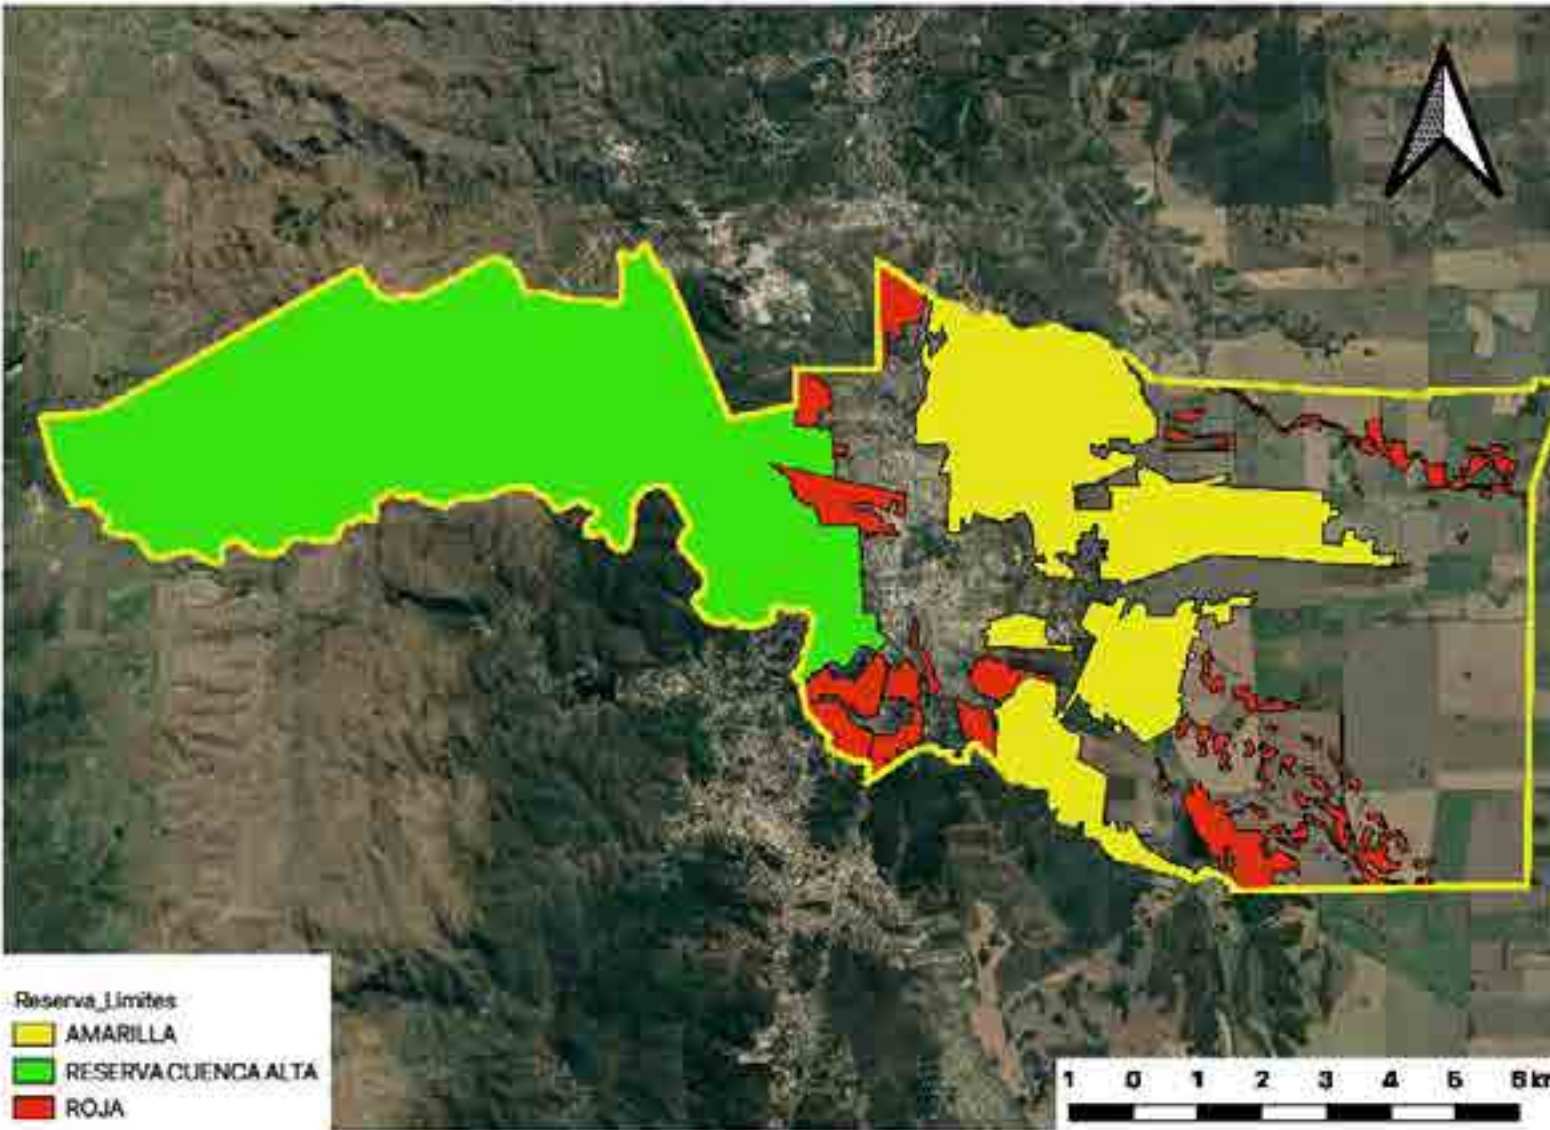 Reserva_Limites
AMARILLA
RESERVA CUENCA ALTA
ROJA
1 0 1 2 3 4 5 6 km